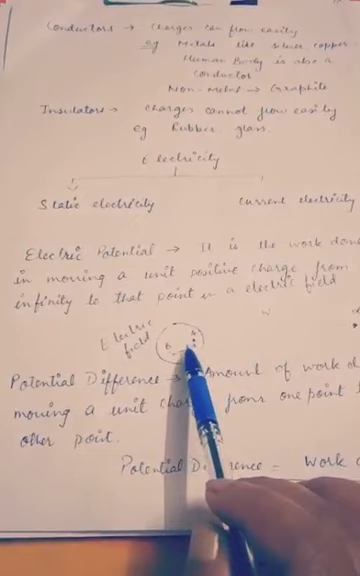 Conductors → Charges can flow easily
eg Metals like silver, copper
Human Body is also a
conductor
Non-Metal → Graphite
Insulators → charges cannot flow easily
eg Rubber, glass.
Electricity
Static electricity current electricity
Electric Potential → It is the work done
in moving a unit positive charge from
infinity to that point in a electric field
Electric
field
Potential Difference → Amount of work
moving a unit from one point
other point.
Potential = Work